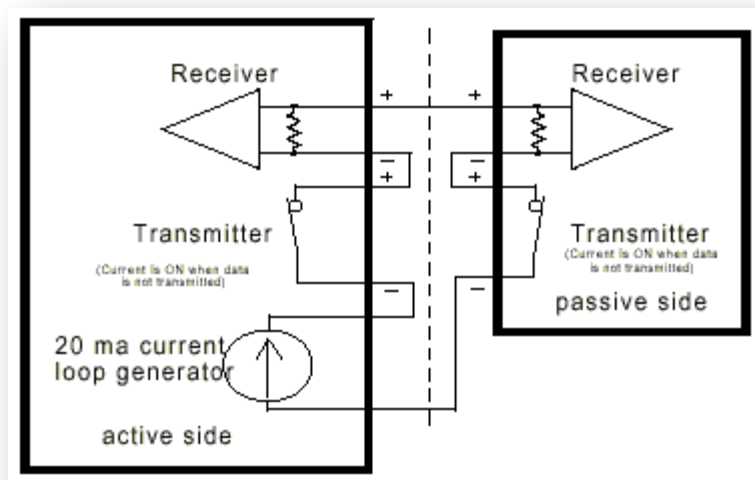 Receiver
Receiver
+
+
−
−
+
+
Transmitter
(Current is ON when data
is not transmitted)
Transmitter
(Current is ON when data
is not transmitted)
−
−
passive side
20 ma current
loop generator
active side